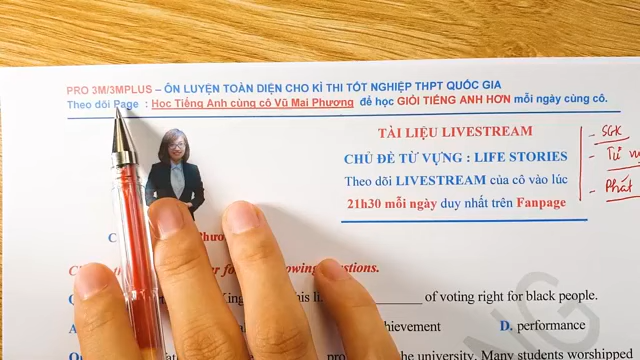 PRO 3M/3MPLUS – ÔN LUYỆN TOÀN DIỆN CHO KÌ THI TỐT NGHIỆP THPT QUỐC GIA
Theo dõi Page : Học Tiếng Anh cùng cô Vũ Mai Phương để học GIỎI TIẾNG ANH HƠN mỗi ngày cùng cô.
TÀI LIỆU LIVESTREAM
CHỦ ĐỀ TỪ VỰNG : LIFE STORIES
Theo dõi LIVESTREAM của cô vào lúc
21h30 mỗi ngày duy nhất trên Fanpage
- SGK
- Từ
- Phát
questions.
of voting right for black people.
D. performance
the university. Many students worshipped